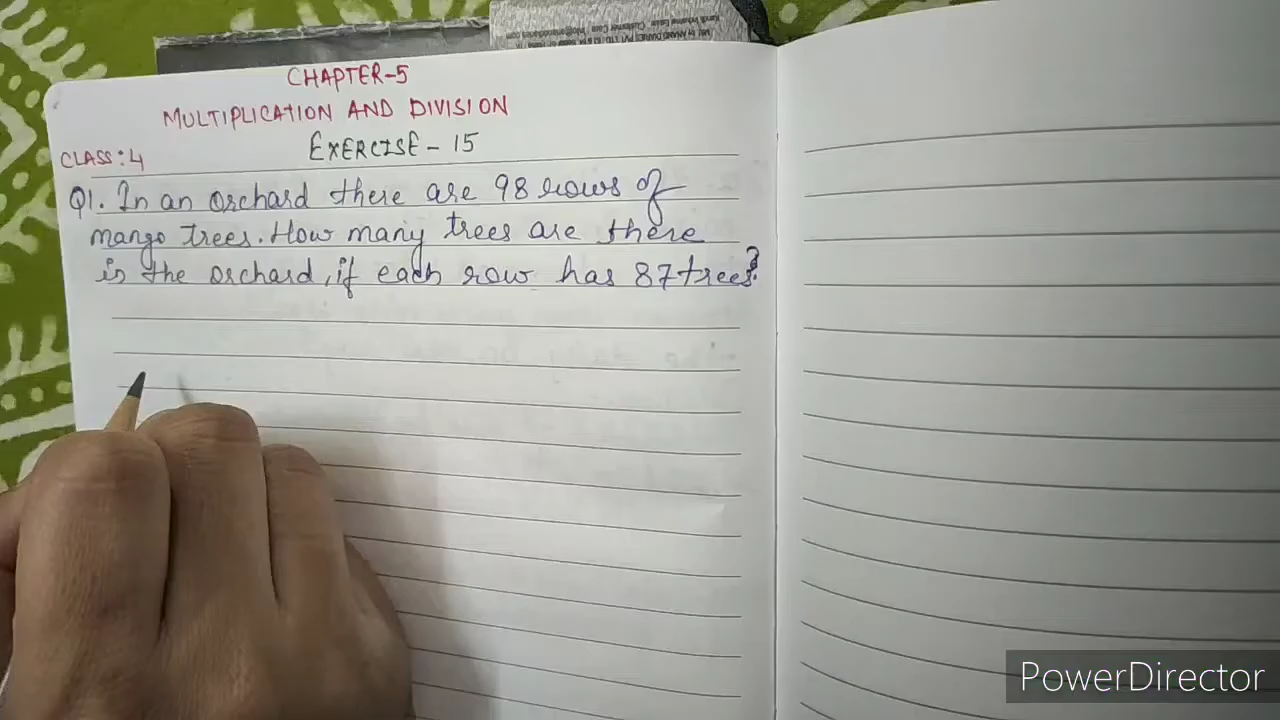 CHAPTER-5
MULTIPLICATION AND DIVISION
EXERCISE - 15
CLASS: 4
Q1. In an orchard there are 98 rows of
mango trees. How many trees are there
in the orchard, if each row has 87 trees?
PowerDirector